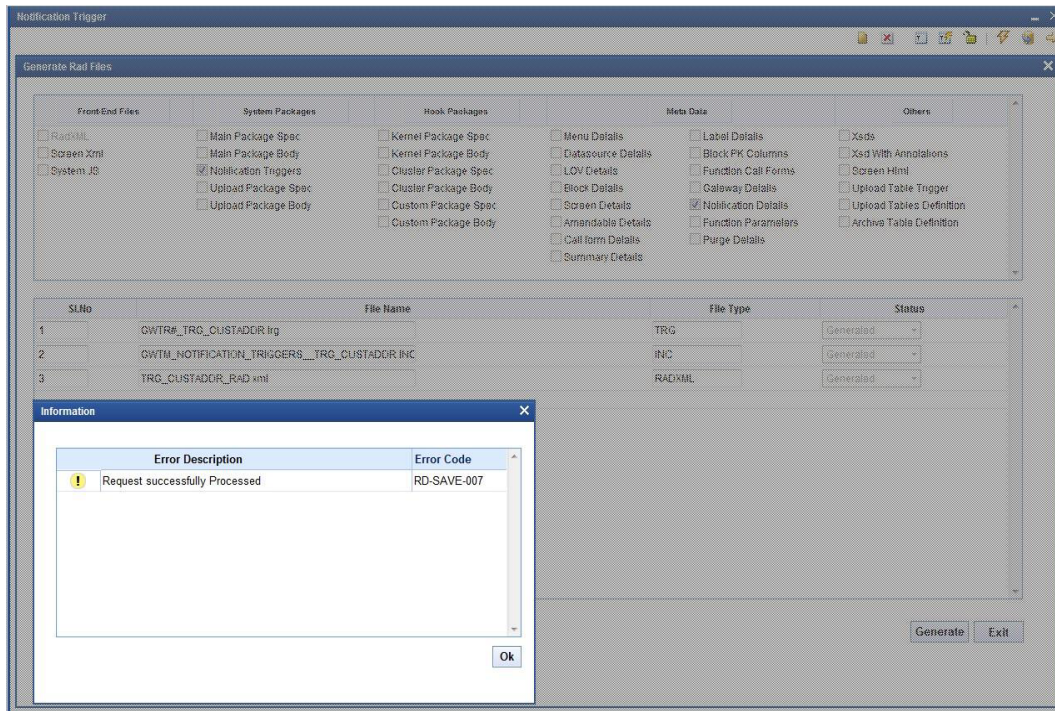 Notification Trigger
Generate Rad Files
Front-End Files System Packages Hook Packages Meta Data Others
RadXML Main Package Spec Kernel Package Spec Menu Details Label Details Xsds
Screen Xml Main Package Body Kernel Package Body Datasource Details Block PK Columns Xsd With Annotations
System JS Notification Triggers Cluster Package Spec LOV Details Function Call Forms Screen Html
Upload Package Spec Cluster Package Body Block Details Gateway Details Upload Table Trigger
Upload Package Body Custom Package Spec Screen Details Notification Details Upload Tables Definition
Custom Package Body Amendable Details Function Parameters Archive Table Definition
Call form Details Purge Details
Summary Details
Sl.No File Name File Type Status
1 GWTR#_TRG_CUSTADDR.trg TRG Generated
2 GWTM_NOTIFICATION_TRIGGERS__TRG_CUSTADDR.INC INC Generated
3 TRG_CUSTADDR_RAD.xml RADXML Generated
Information
Error Description Error Code
Request successfully Processed RD-SAVE-007
Ok
Generate Exit